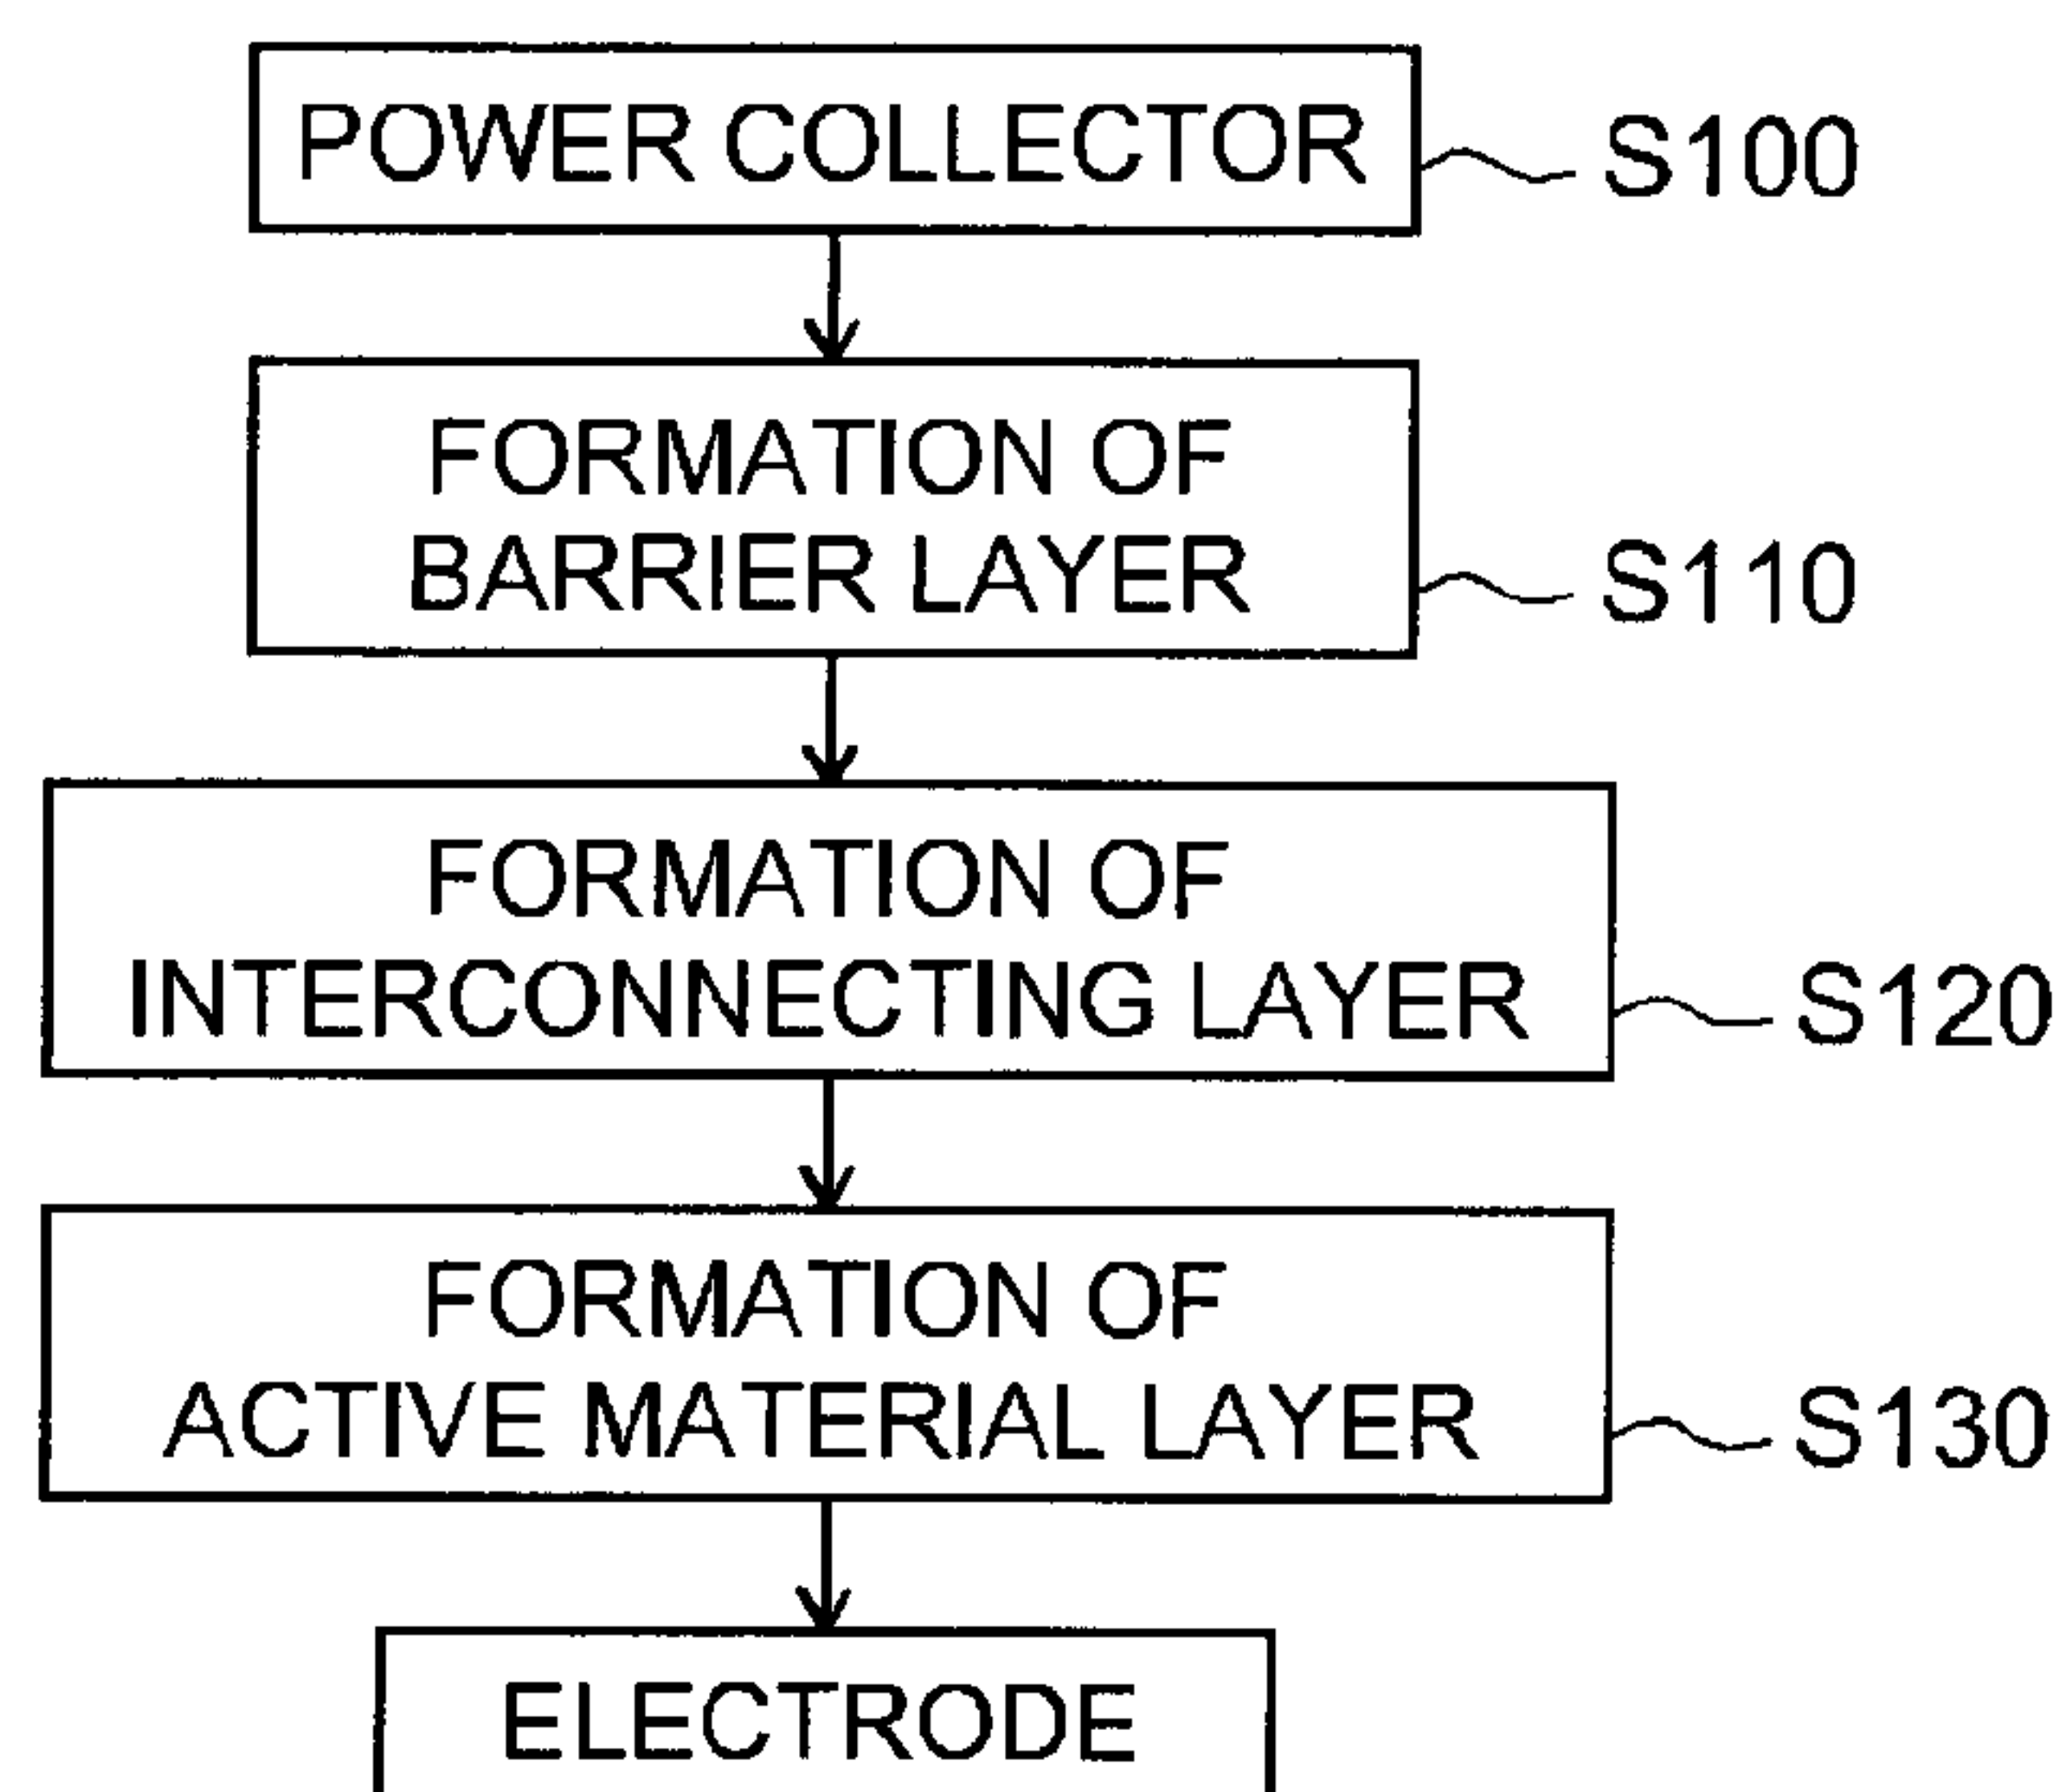 POWER COLLECTOR
S100
FORMATION OF
BARRIER LAYER
S110
FORMATION OF
INTERCONNECTING LAYER
S120
FORMATION OF
ACTIVE MATERIAL LAYER
S130
ELECTRODE